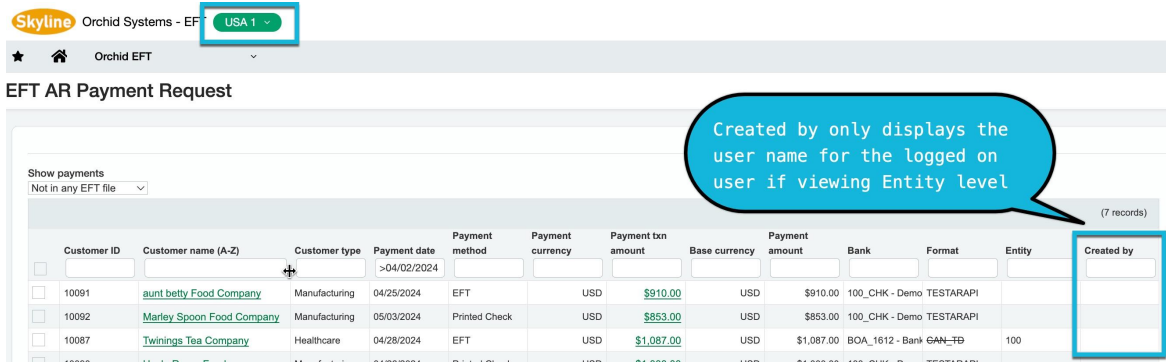 Skyline Orchid Systems - EFT USA 1
Orchid EFT
EFT AR Payment Request
Created by only displays the
user name for the logged on
user if viewing Entity level
Show payments
Not in any EFT file
(7 records)
Customer ID Customer name (A-Z) Customer type Payment date Payment method Payment currency Payment txn amount Base currency Payment amount Bank Format Entity Created by
>04/02/2024
10091 aunt betty Food Company Manufacturing 04/25/2024 EFT USD $910.00 USD $910.00 100_CHK - Demo TESTARAPI
10092 Marley Spoon Food Company Manufacturing 05/03/2024 Printed Check USD $853.00 USD $853.00 100_CHK - Demo TESTARAPI
10087 Twinings Tea Company Healthcare 04/28/2024 EFT USD $1,087.00 USD $1,087.00 BOA_1612 - Bank CAN_TD 100